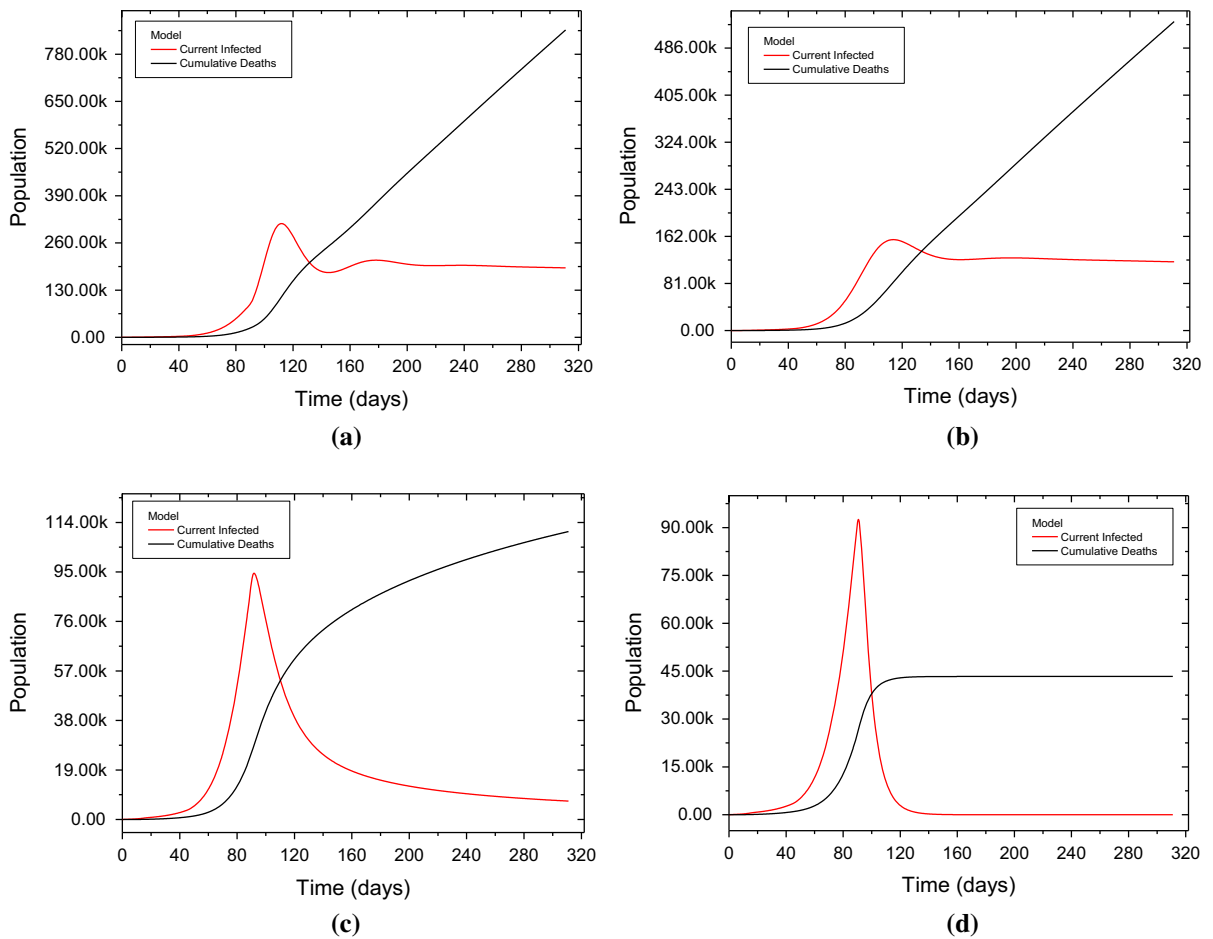 Model
Current Infected
Cumulative Deaths
780.00k
650.00k
520.00k
390.00k
260.00k
130.00k
0.00
Population
0 40 80 120 160 200 240 280 320
Time (days)
(a)
Model
Current Infected
Cumulative Deaths
486.00k
405.00k
324.00k
243.00k
162.00k
81.00k
0.00
Population
0 40 80 120 160 200 240 280 320
Time (days)
(b)
Model
Current Infected
Cumulative Deaths
114.00k
95.00k
76.00k
57.00k
38.00k
19.00k
0.00
Population
0 40 80 120 160 200 240 280 320
Time (days)
(c)
Model
Current Infected
Cumulative Deaths
90.00k
75.00k
60.00k
45.00k
30.00k
15.00k
0.00
Population
0 40 80 120 160 200 240 280 320
Time (days)
(d)